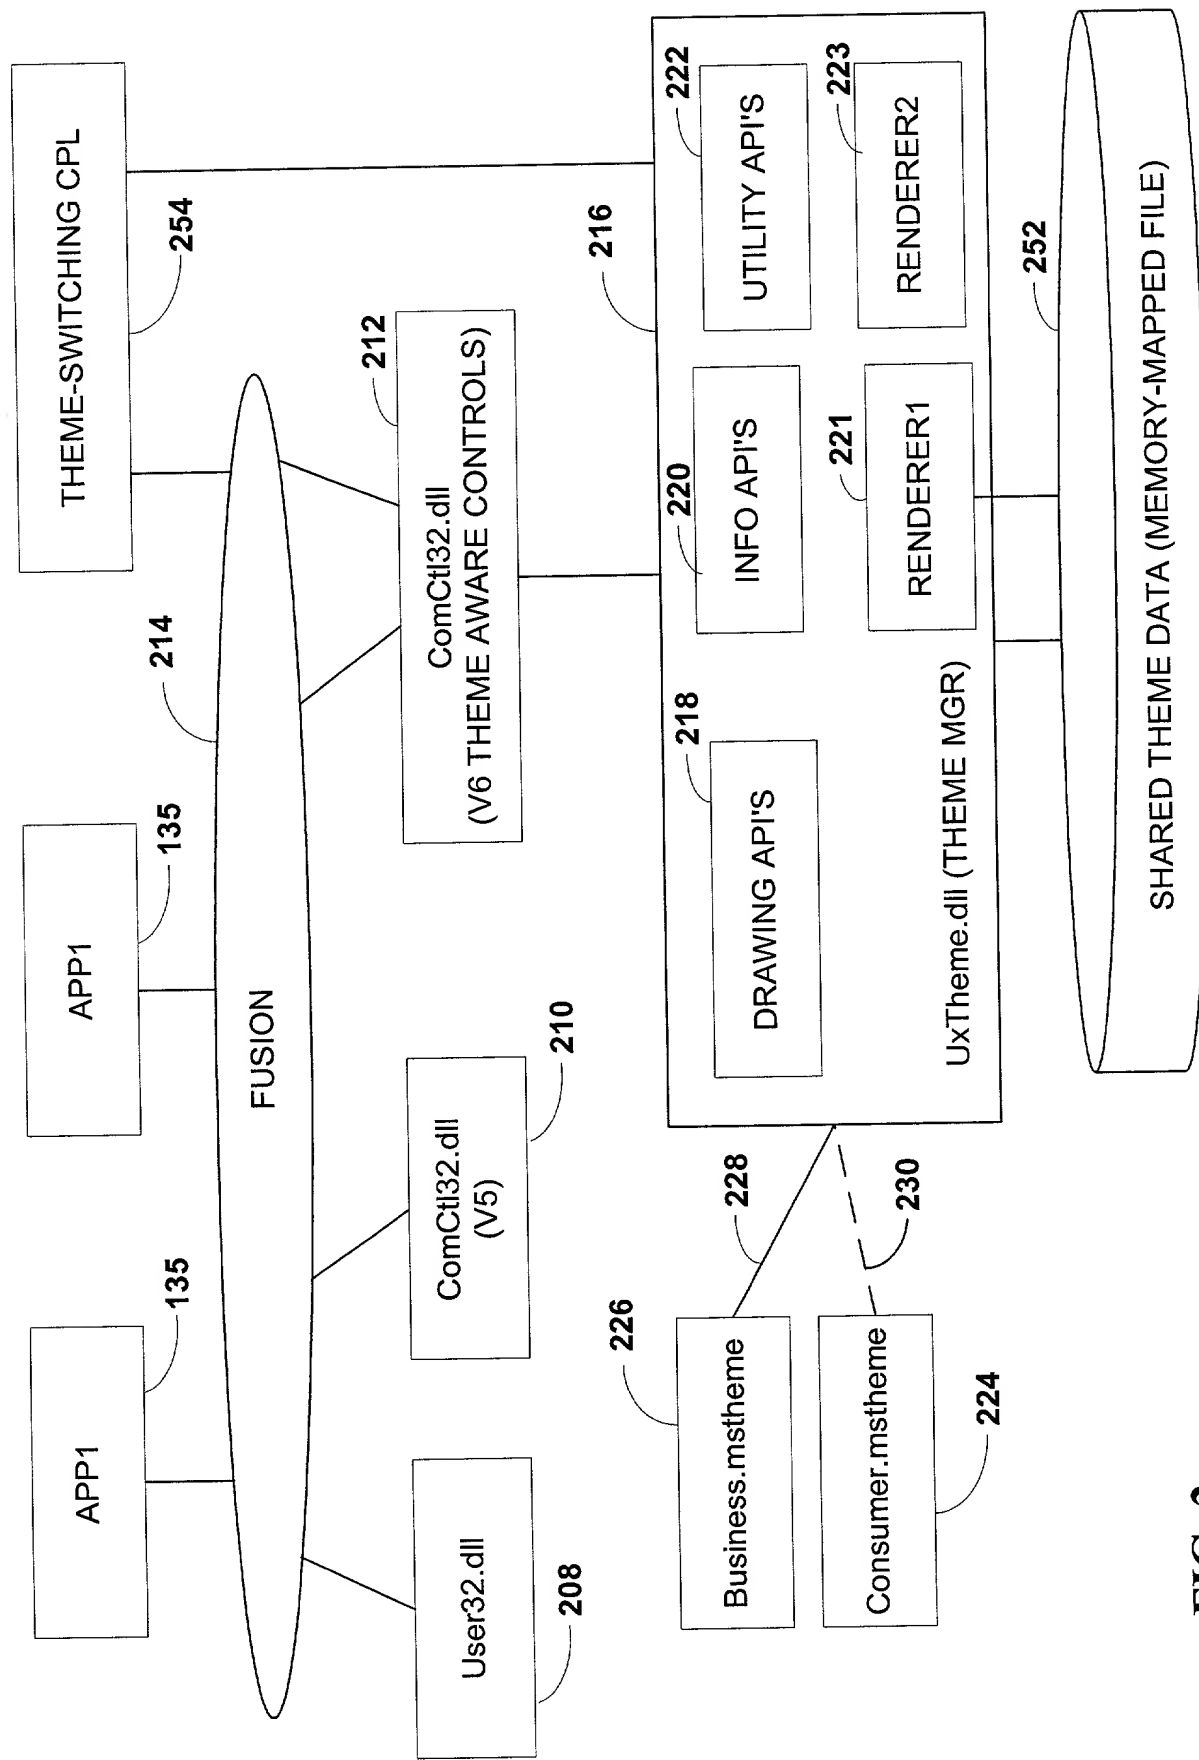 APP1
135
APP1
135
THEME-SWITCHING CPL
254
FUSION
214
User32.dll
208
ComCtl32.dll
(V5)
210
ComCtl32.dll
(V6 THEME AWARE CONTROLS)
212
216
Business.mstheme
226
228
Consumer.mstheme
224
230
DRAWING API'S
218
INFO API'S
220
UTILITY API'S
222
RENDERER1
221
RENDERER2
223
UxTheme.dll (THEME MGR)
252
SHARED THEME DATA (MEMORY-MAPPED FILE)